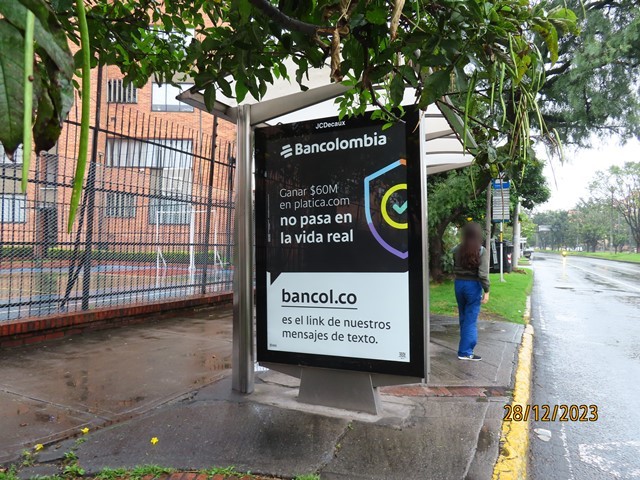 JCDecaux
Bancolombia
Ganar $60M
en platica.com
no pasa en
la vida real
bancol.co
es el link de nuestros
mensajes de texto.
28/12/2023